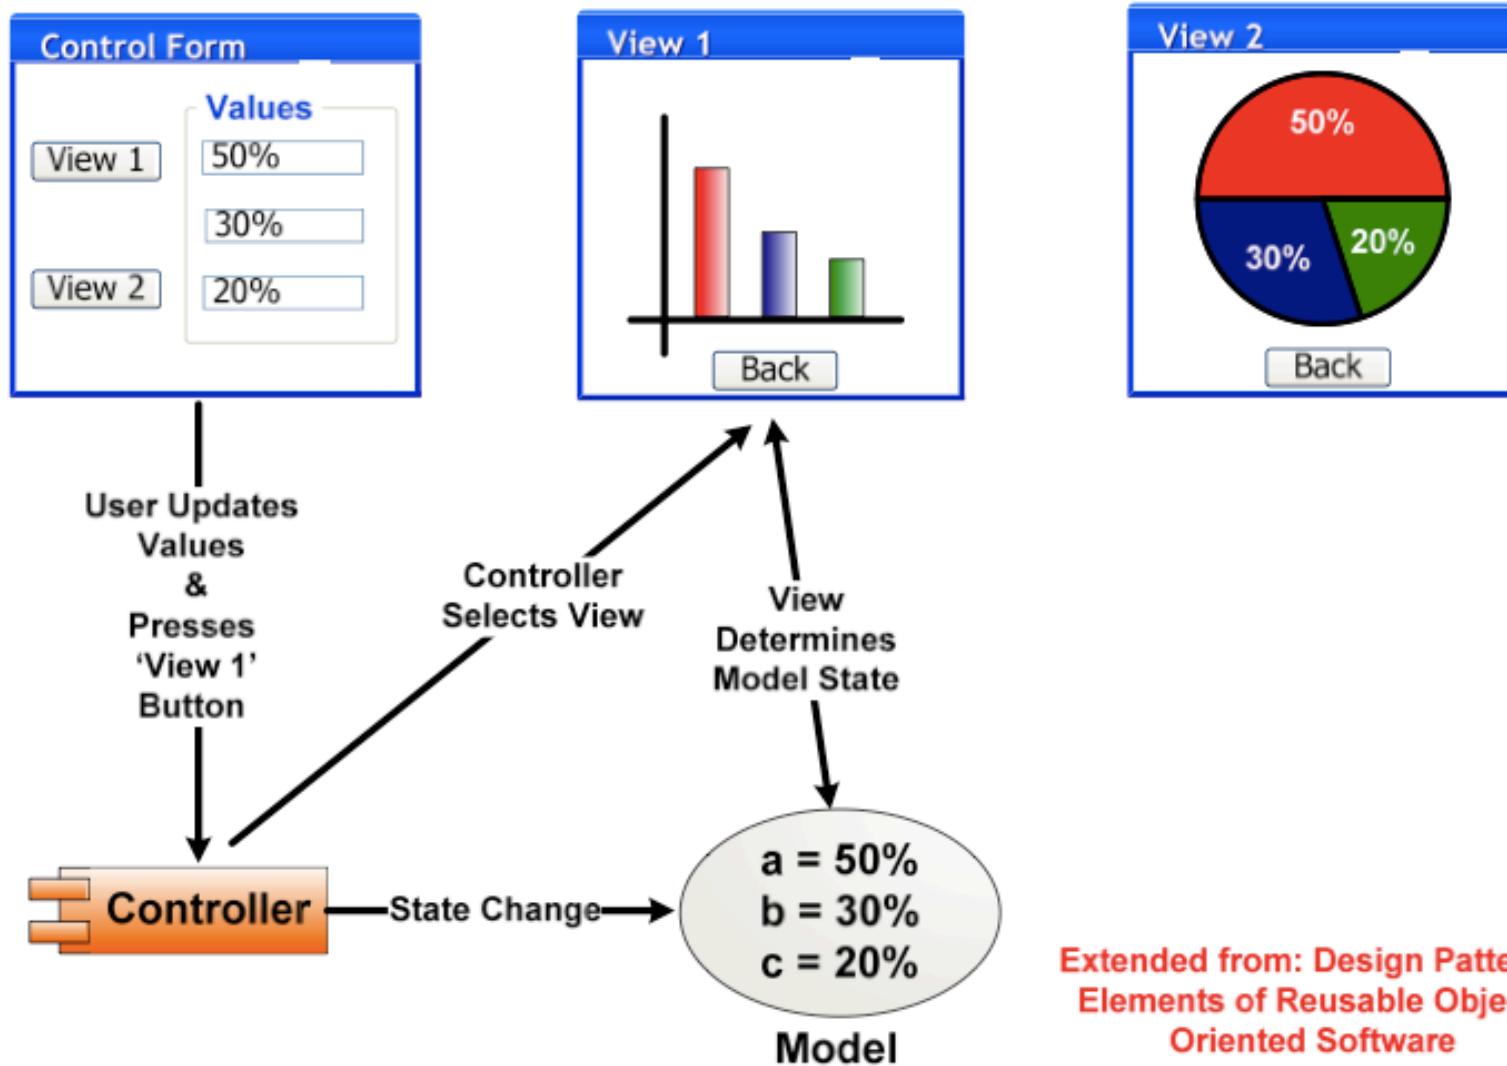 Control Form
Values
View 1
50%
30%
View 2
20%
View 1
Back
View 2
50%
30%
20%
Back
User Updates
Values
&
Presses
‘View 1’
Button
Controller
Selects View
View
Determines
Model State
Controller
State Change
a = 50%
b = 30%
c = 20%
Model
Extended from: Design
Elements of Reusable
Oriented Software